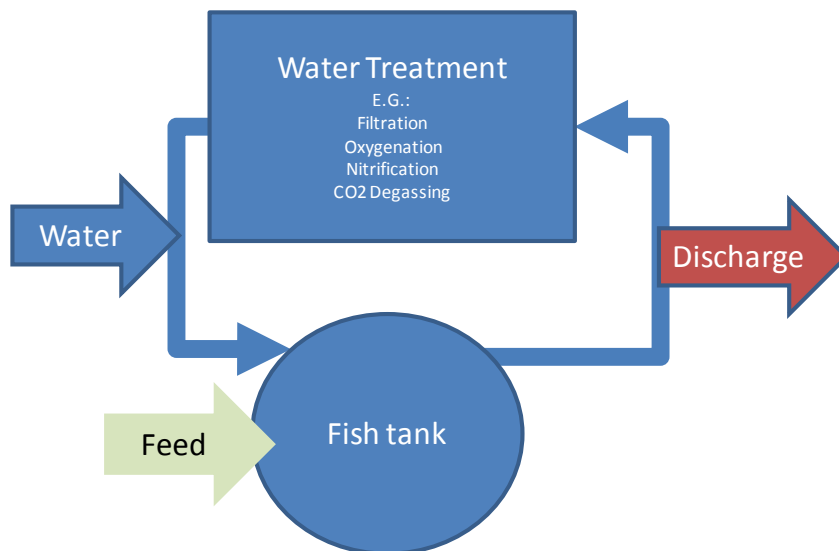 Water Treatment
E.G.:
Filtration
Oxygenation
Nitrification
CO2 Degassing
Water
Discharge
Feed
Fish tank